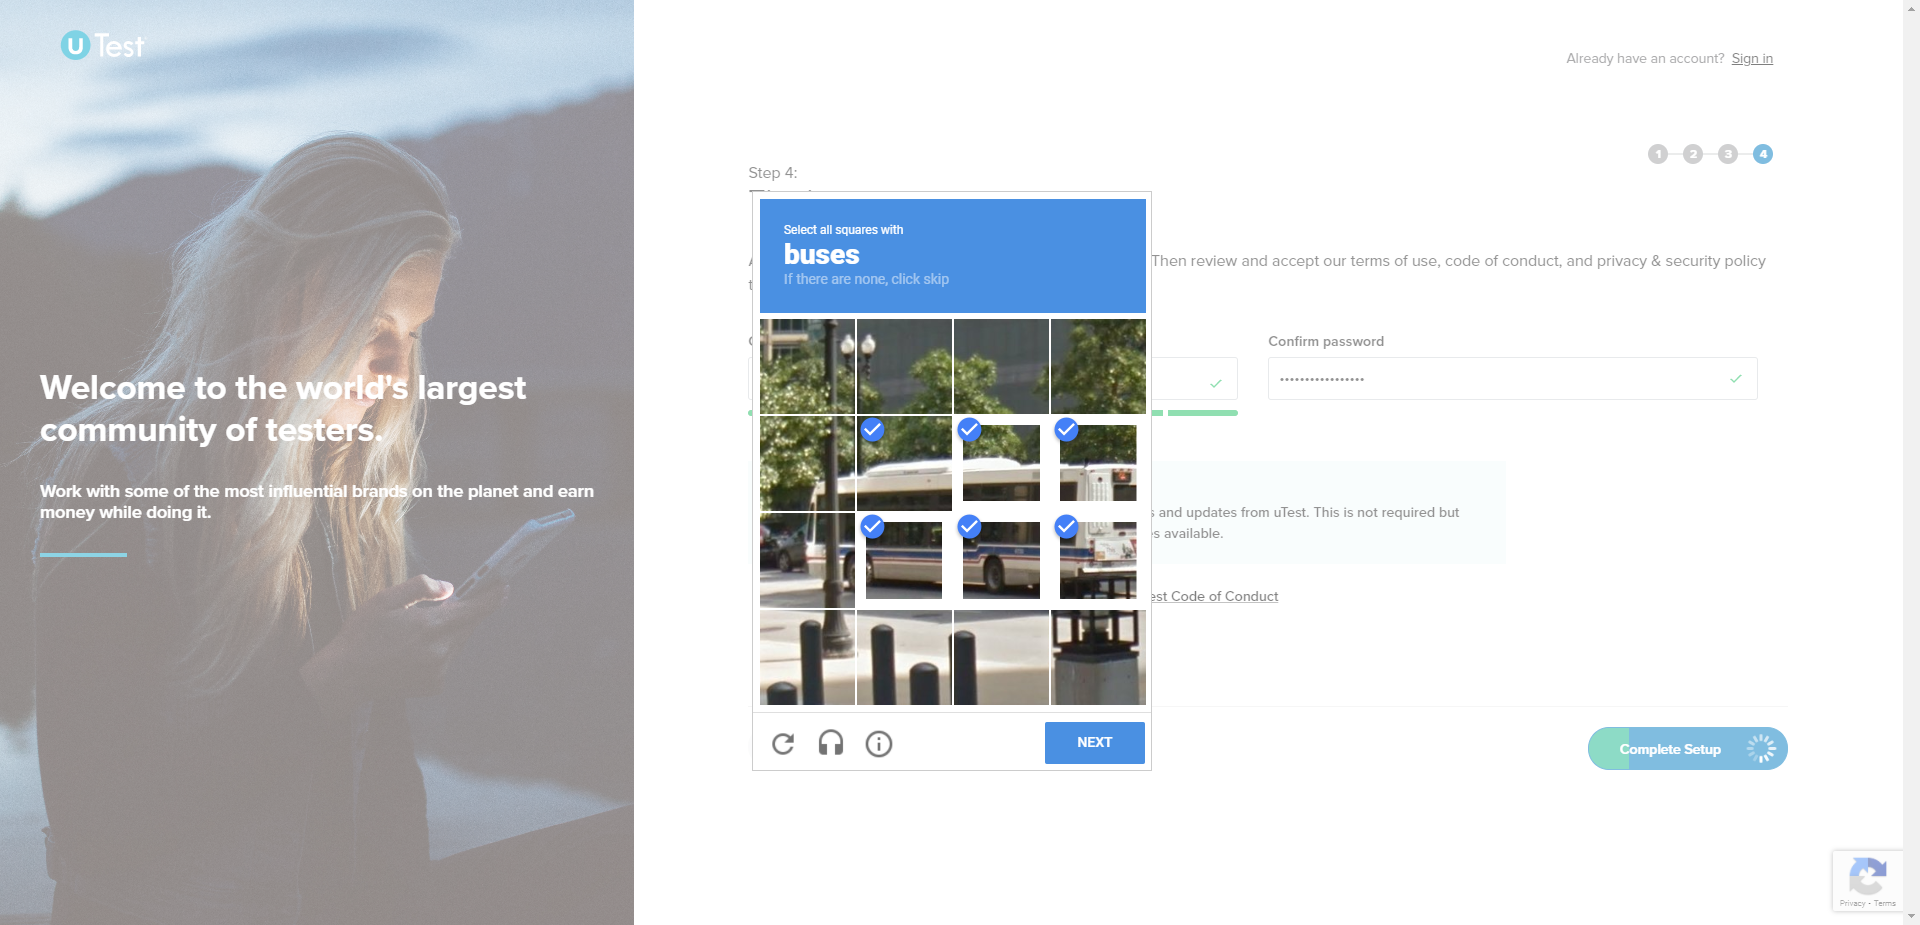 uTest
Already have an account? Sign in
1 2 3 4
Step 4:
Select all squares with
buses
If there are none, click skip
Then review and accept our terms of use, code of conduct, and privacy & security policy
Confirm password
•••••••••••••••••
Welcome to the world's largest
community of testers.
Work with some of the most influential brands on the planet and earn
money while doing it.
s and updates from uTest. This is not required but
es available.
est Code of Conduct
NEXT
Complete Setup
Privacy - Terms